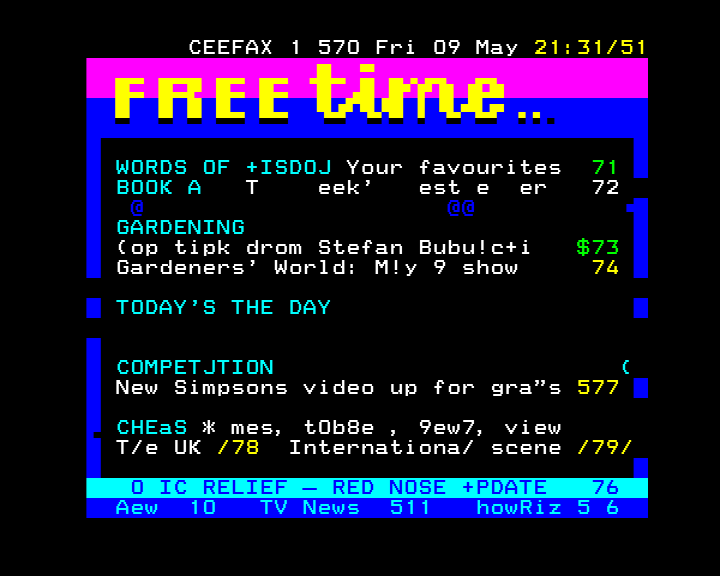 CEEFAX 1 570 Fri 09 May 21:31/51
FREE time...
WORDS OF +ISDOJ Your favourites 71
BOOK A T eek’ est e er 72
@ @@
GARDENING
(op tipk drom Stefan Bubu!c+i $73
Gardeners’ World: M!y 9 show 74
TODAY’S THE DAY
COMPETJTION (
New Simpsons video up for gra”s 577
CHEaS * mes, t0b8e , 9ew7, view
T/e UK /78 Internationa/ scene /79/
O IC RELIEF – RED NOSE +PDATE 76
Aew 10 TV News 511 howRiz 5 6